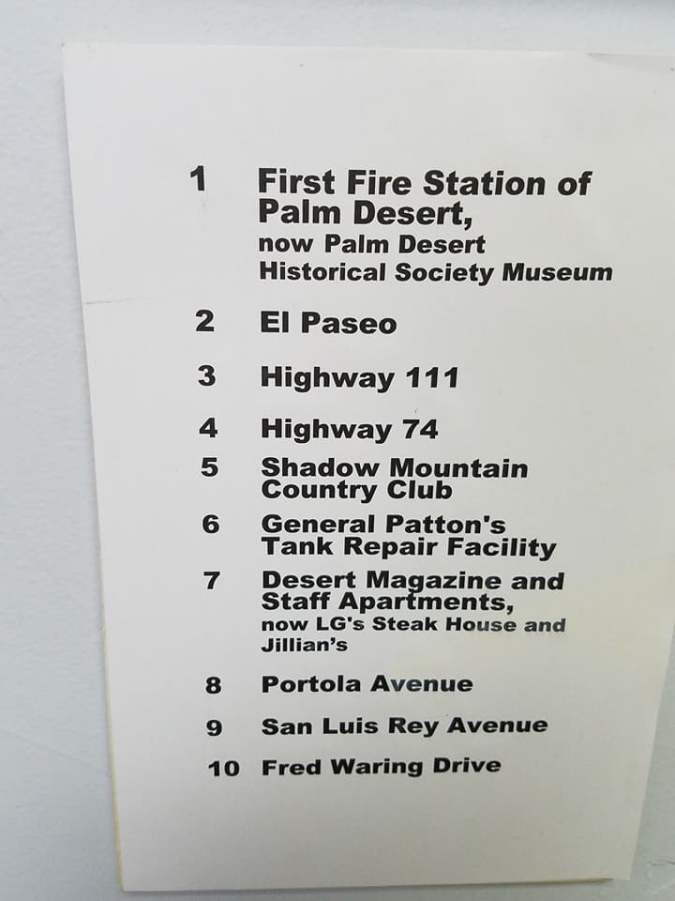 1 First Fire Station of
Palm Desert,
now Palm Desert
Historical Society Museum
2 El Paseo
3 Highway 111
4 Highway 74
5 Shadow Mountain
Country Club
6 General Patton's
Tank Repair Facility
7 Desert Magazine and
Staff Apartments,
now LG's Steak House and
Jillian’s
8 Portola Avenue
9 San Luis Rey Avenue
10 Fred Waring Drive